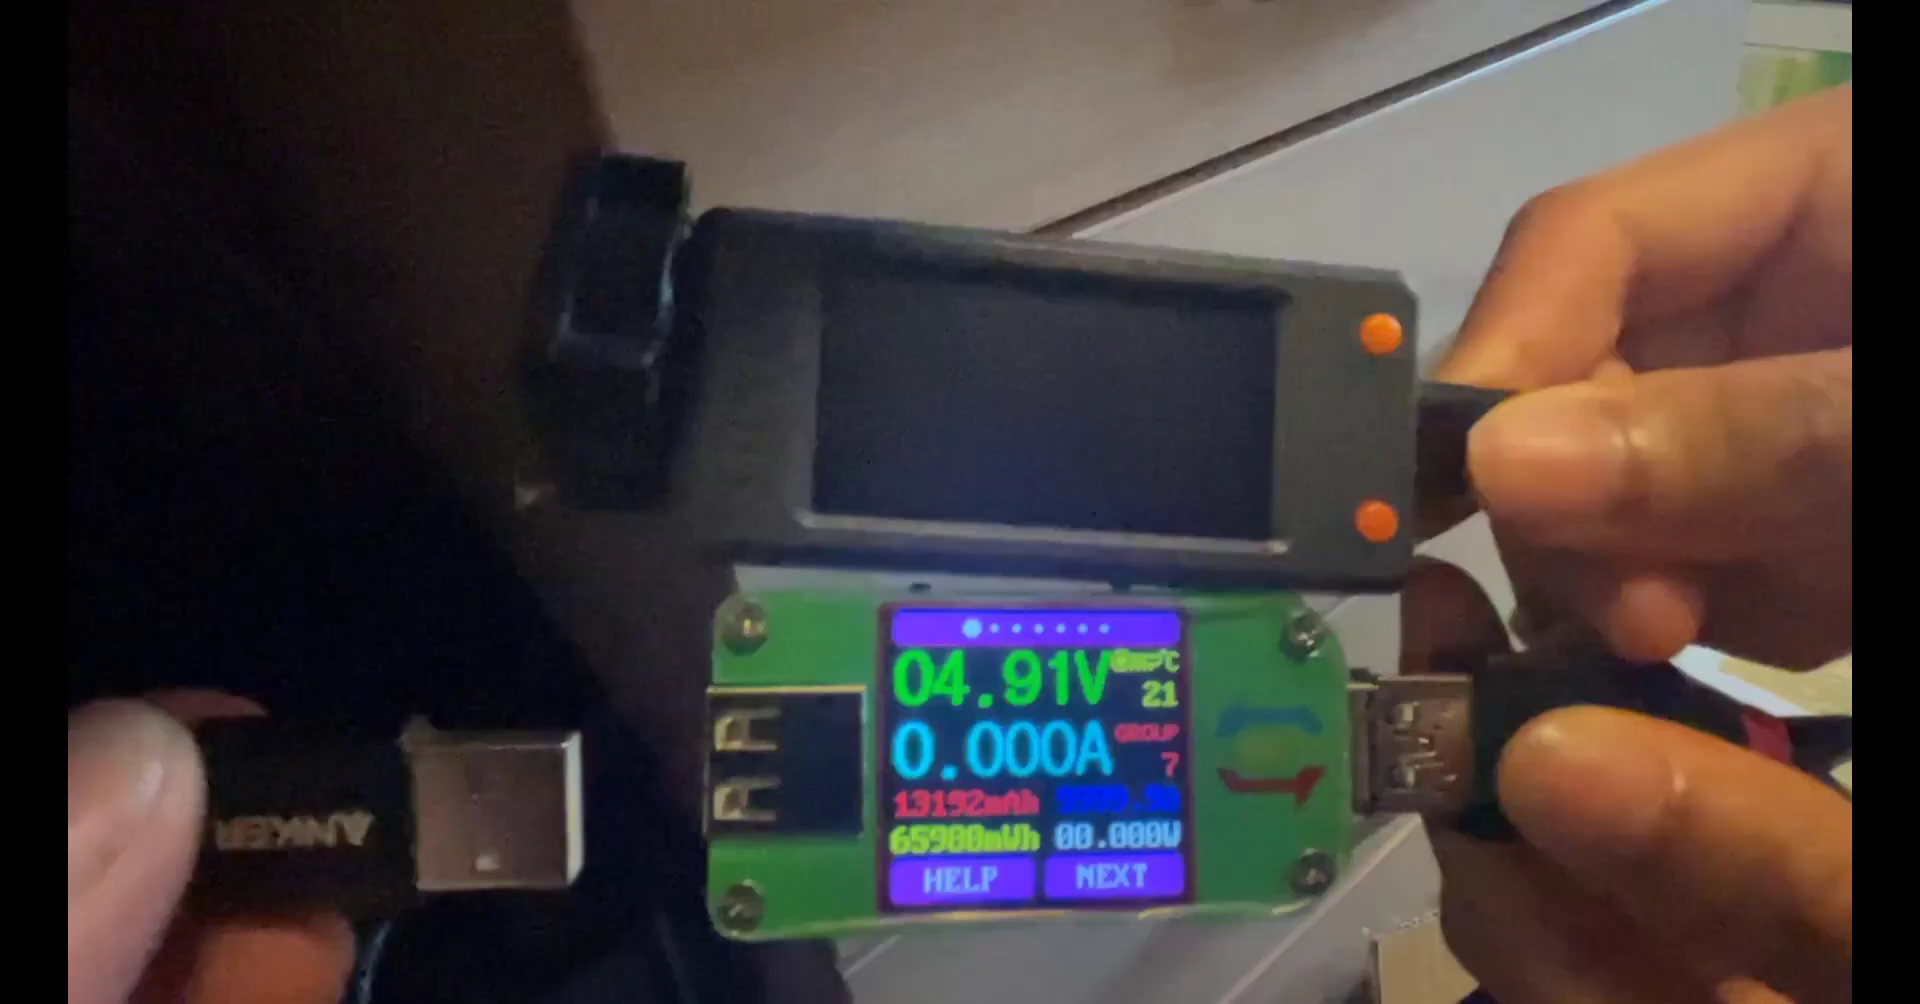 04.91V
21
0.000A
GROUP
7
13192mAh
65980mWh 00.000W
HELP NEXT
ANKER